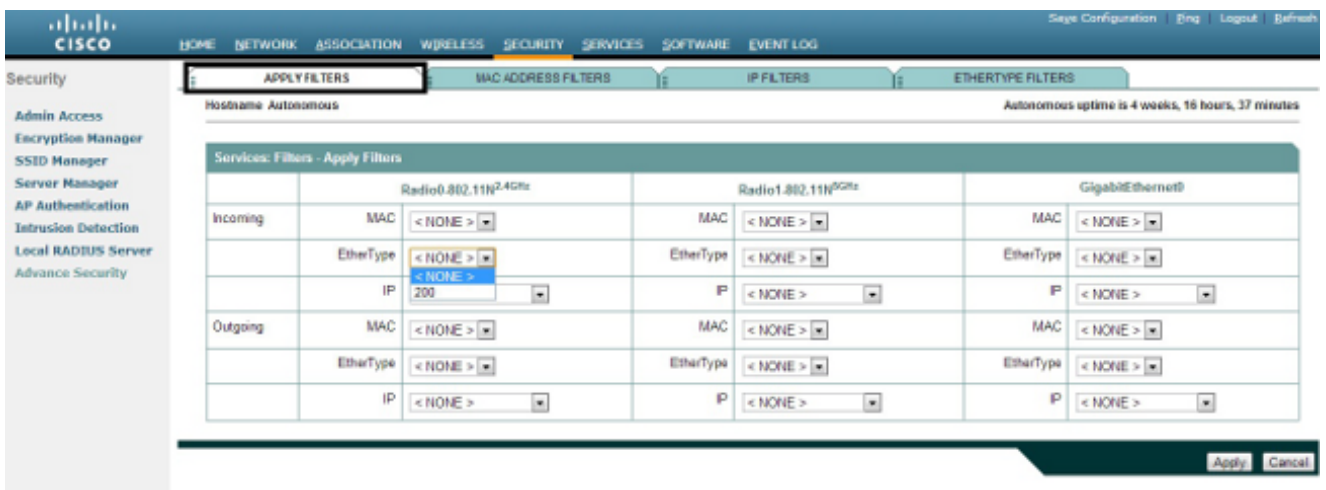 Save Configuration | Ping | Logout | Refresh
CISCO
HOME NETWORK ASSOCIATION WIRELESS SECURITY SERVICES SOFTWARE EVENT LOG
Security
APPLY FILTERS MAC ADDRESS FILTERS IP FILTERS ETHERTYPE FILTERS
Hostname Autonomous Autonomous uptime is 4 weeks, 16 hours, 37 minutes
Admin Access
Encryption Manager
SSID Manager
Server Manager
AP Authentication
Intrusion Detection
Local RADIUS Server
Advance Security
Services: Filters - Apply Filters
Radio0-802.11N2.4GHz Radio1-802.11N5GHz GigabitEthernet0
Incoming MAC < NONE > MAC < NONE > MAC < NONE >
EtherType < NONE > EtherType < NONE > EtherType < NONE >
< NONE >
200
IP IP < NONE > IP < NONE >
Outgoing MAC < NONE > MAC < NONE > MAC < NONE >
EtherType < NONE > EtherType < NONE > EtherType < NONE >
IP < NONE > IP < NONE > IP < NONE >
Apply Cancel